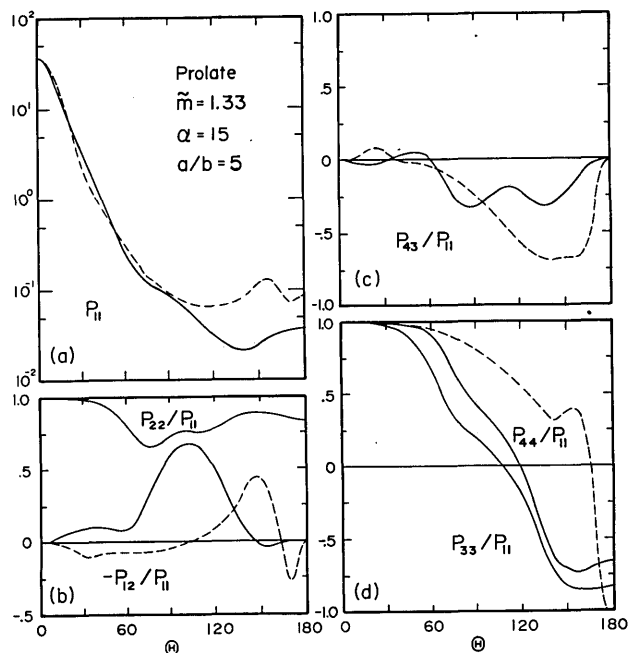 10²
10¹
10⁰
10⁻¹
10⁻²
Prolate
m̃ = 1.33
α = 15
a/b = 5
P₁₁
(a)
1.0
.5
0
-.5
P₂₂/P₁₁
-P₁₂/P₁₁
(b)
0 60 120 180
Θ
1.0
.5
0
-.5
-1.0
P₄₃/P₁₁
(c)
1.0
.5
0
-.5
-1.0
P₄₄/P₁₁
P₃₃/P₁₁
(d)
0 60 120 180
Θ